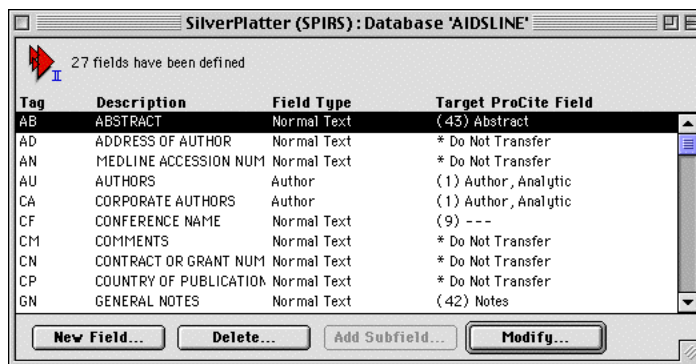 SilverPlatter (SPIRS) : Database 'AIDSLINE'
II 27 fields have been defined
Tag Description Field Type Target ProCite Field
AB ABSTRACT Normal Text (43) Abstract
AD ADDRESS OF AUTHOR Normal Text * Do Not Transfer
AN MEDLINE ACCESSION NUM Normal Text * Do Not Transfer
AU AUTHORS Author (1) Author, Analytic
CA CORPORATE AUTHORS Author (1) Author, Analytic
CF CONFERENCE NAME Normal Text (9) ---
CM COMMENTS Normal Text * Do Not Transfer
CN CONTRACT OR GRANT NUM Normal Text * Do Not Transfer
CP COUNTRY OF PUBLICATION Normal Text * Do Not Transfer
GN GENERAL NOTES Normal Text (42) Notes
New Field... Delete... Add Subfield... Modify...